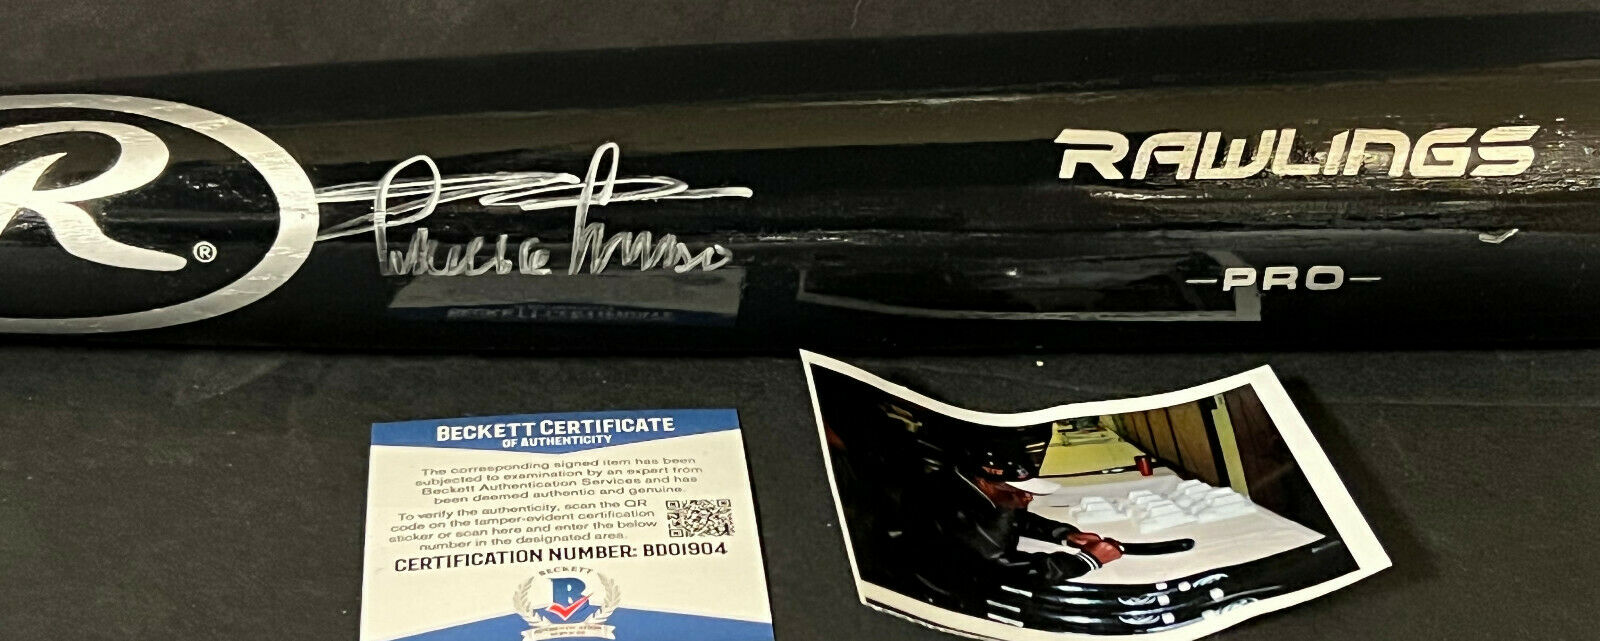 R
®
RAWLINGS
-PRO-
BECKETT CERTIFICATE
OF AUTHENTICITY
The corresponding signed item has been
subjected to examination by an expert from
Beckett Authentication Services and has
been deemed authentic and genuine.
To verify the authenticity, scan the QR
code on the tamper-evident certification
sticker or scan here and enter the below
number in the designated area.
CERTIFICATION NUMBER: BD01904
BECKETT
B